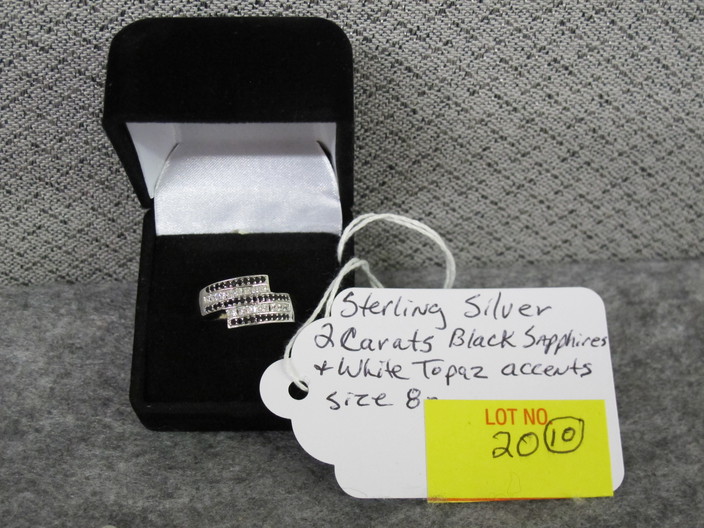 Sterling Silver
2 Carats Black Sapphires
+ White Topaz accents
size 8
LOT NO.
20 10